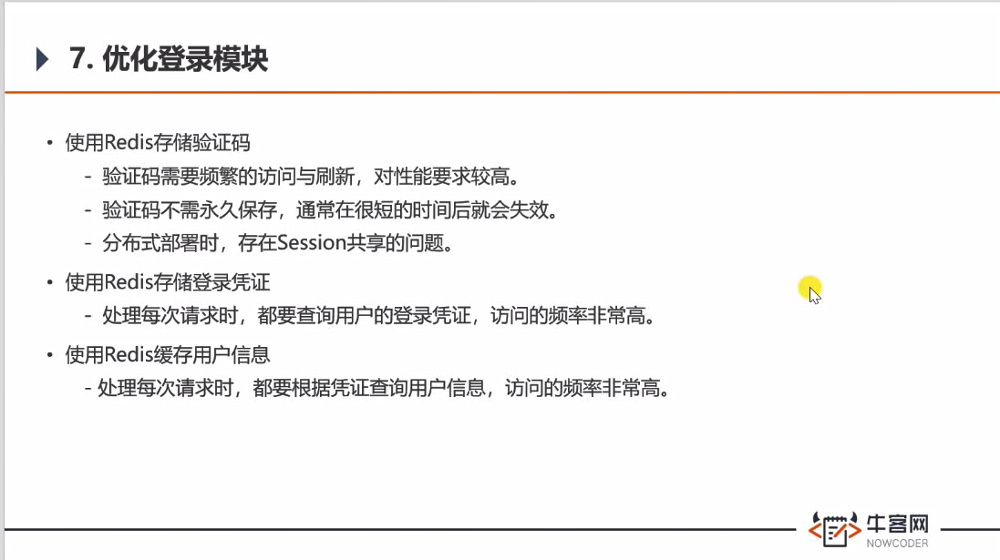 7. 优化登录模块
• 使用Redis存储验证码
- 验证码需要频繁的访问与刷新，对性能要求较高。
- 验证码不需永久保存，通常在很短的时间后就会失效。
- 分布式部署时，存在Session共享的问题。
• 使用Redis存储登录凭证
- 处理每次请求时，都要查询用户的登录凭证，访问的频率非常高。
• 使用Redis缓存用户信息
- 处理每次请求时，都要根据凭证查询用户信息，访问的频率非常高。
牛客网
NOWCODER